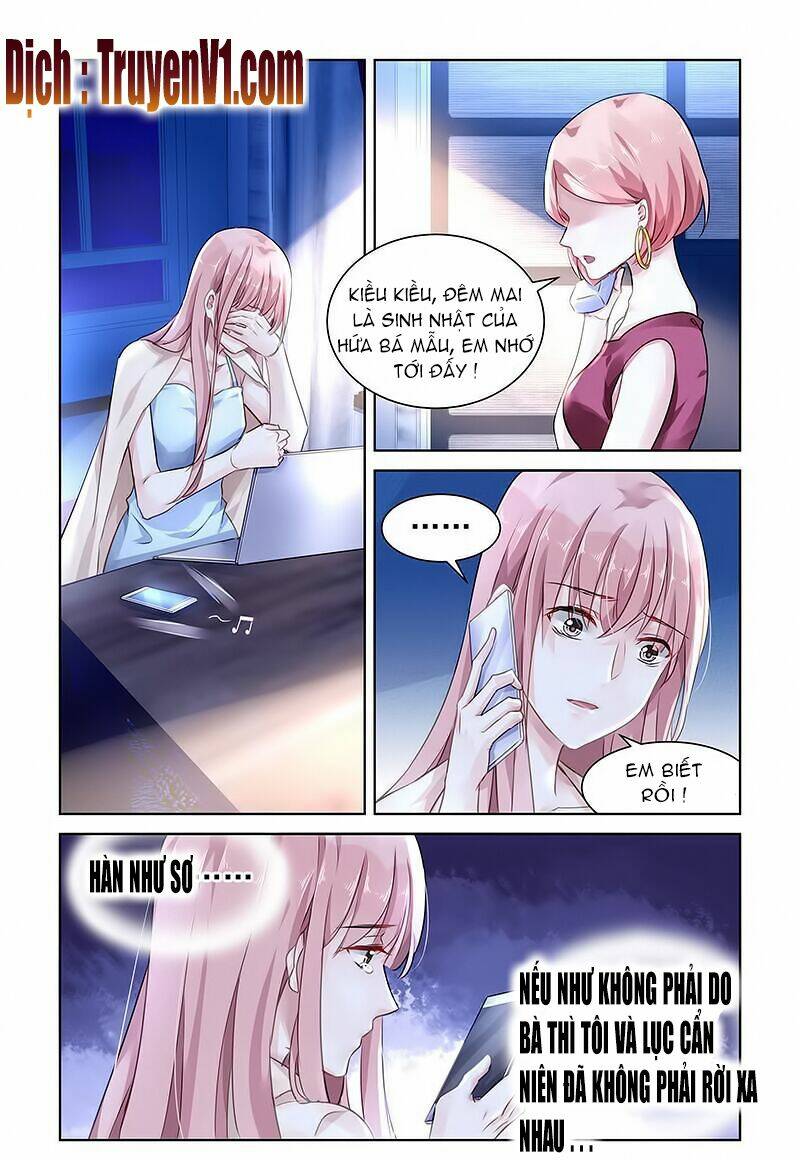 Dịch : TruyenV1.com
KIỀU KIỀU, ĐÊM MAI
LÀ SINH NHẬT CỦA
HỨA BÁ MẪU, EM NHỚ
TỚI ĐẤY !
......
EM BIẾT
RỒI !
HÀN NHƯ SƠ .....
NẾU NHƯ KHÔNG PHẢI DO
BÀ THÌ TÔI VÀ LỤC CẨN
NIÊN ĐÃ KHÔNG PHẢI RỜI XA
NHAU ...